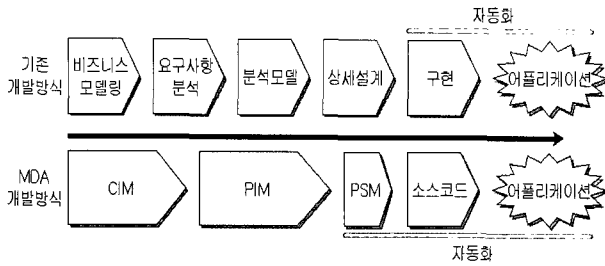 자동화
기존
개발방식
비즈니스
모델링
요구사항
분석
분석모델
상세설계
구현
어플리케이션
MDA
개발방식
CIM
PIM
PSM
소스코드
어플리케이션
자동화